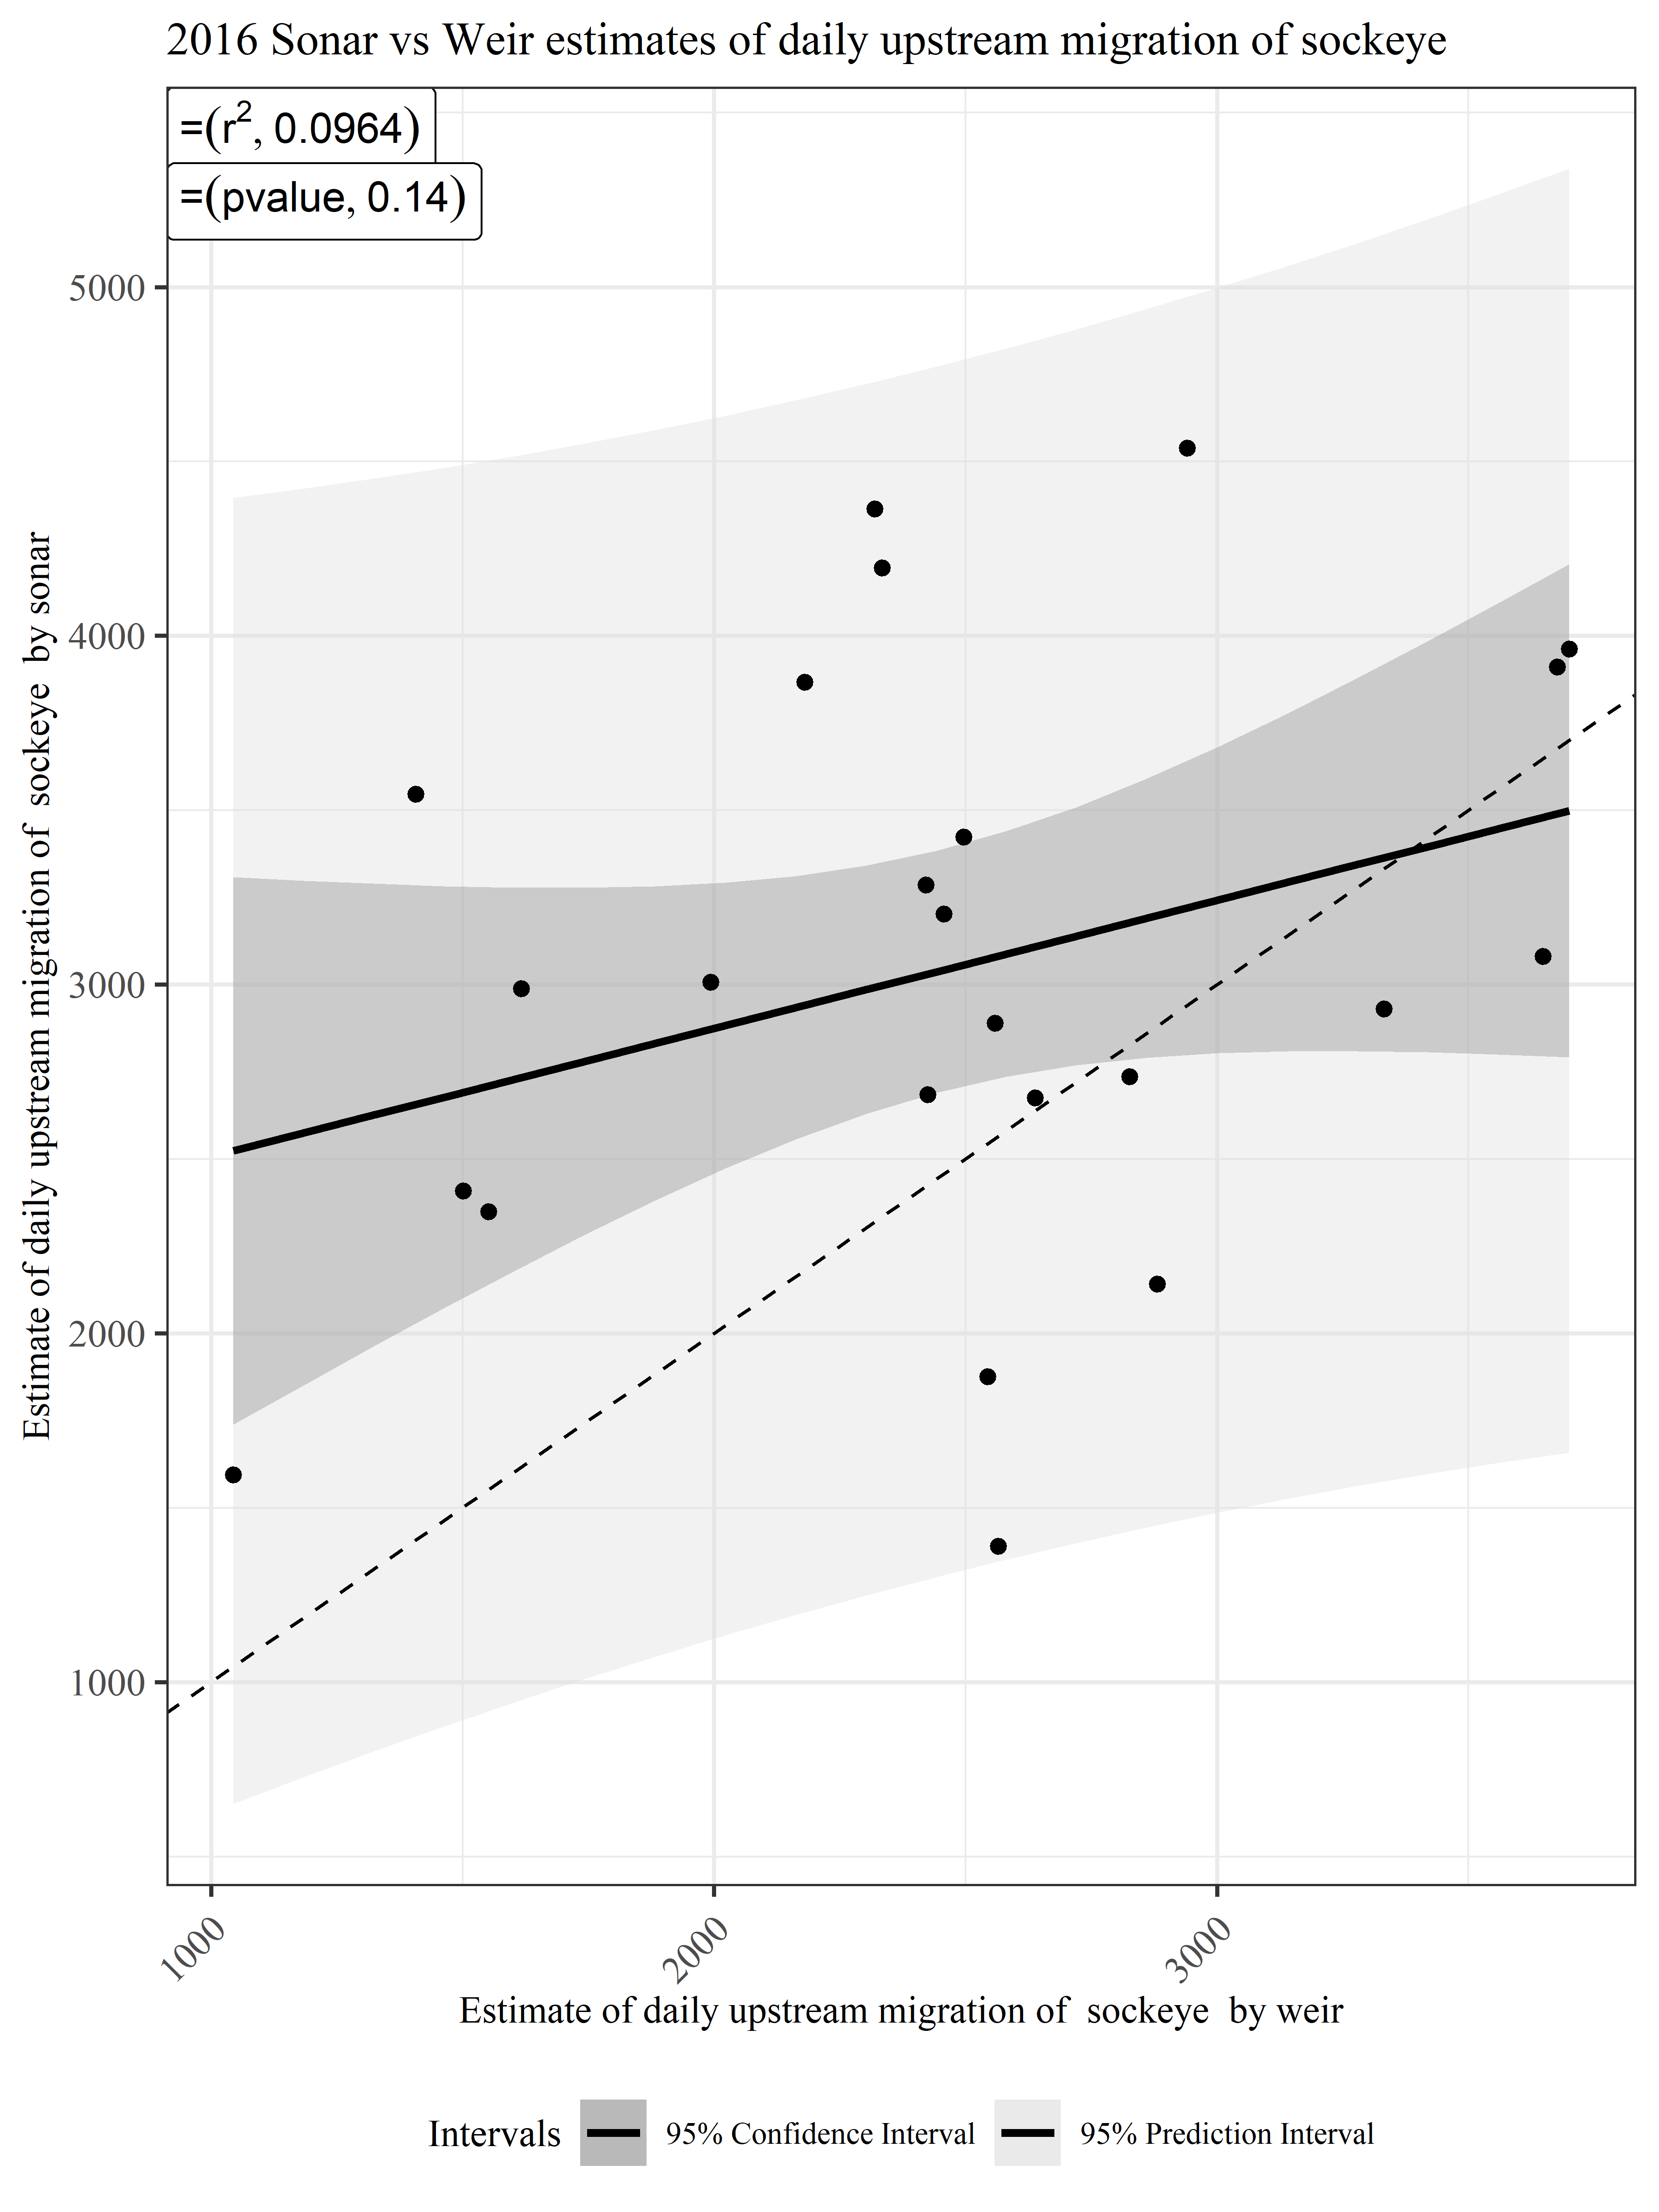 2016 Sonar vs Weir estimates of daily upstream migration of sockeye
=(r², 0.0964)
=(pvalue, 0.14)
Estimate of daily upstream migration of  sockeye  by sonar
5000
4000
3000
2000
1000
1000
2000
3000
Estimate of daily upstream migration of  sockeye  by weir
Intervals 95% Confidence Interval 95% Prediction Interval